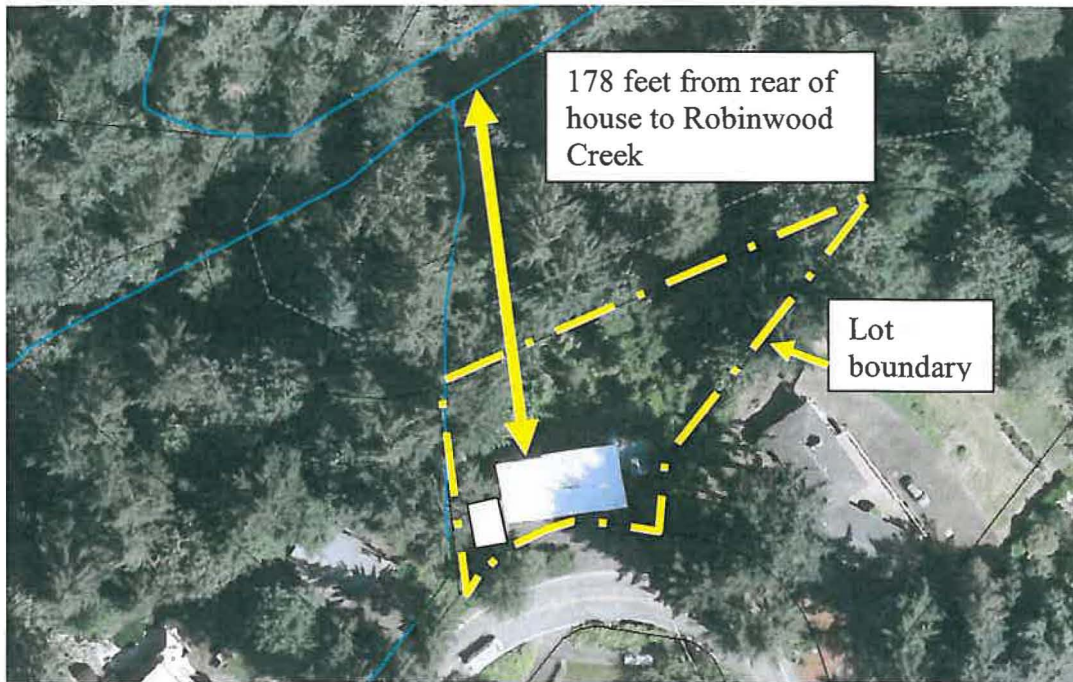 178 feet from rear of
house to Robinwood
Creek
Lot
boundary